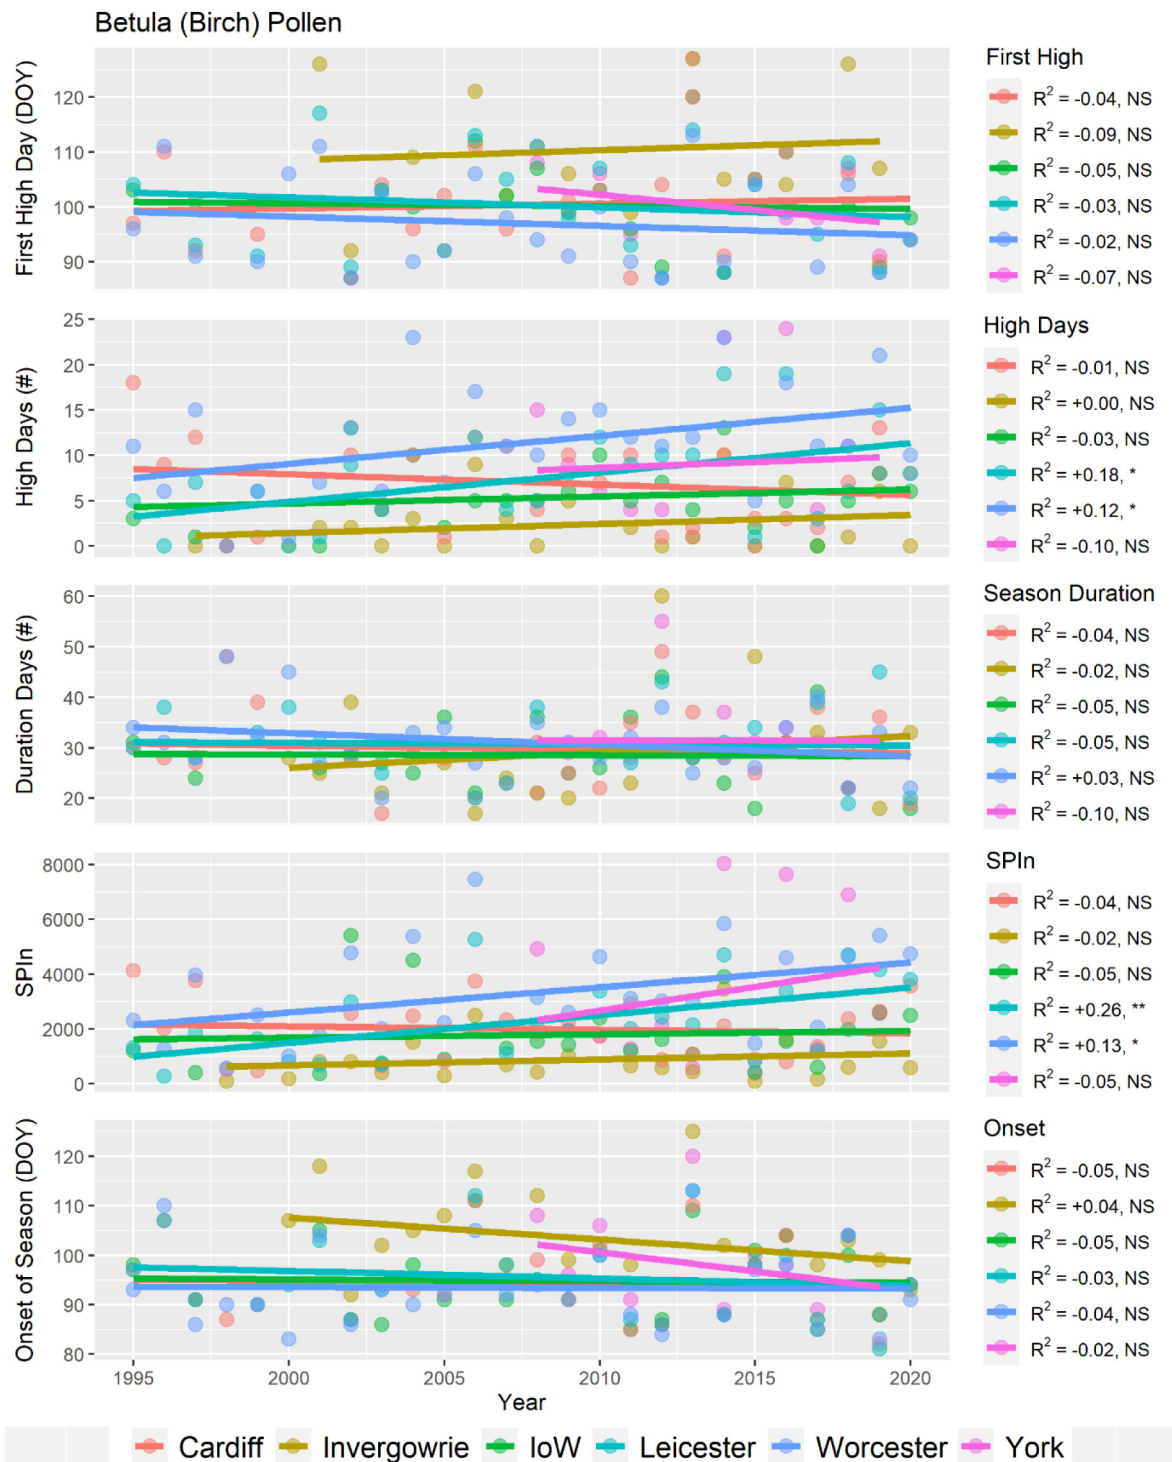 Betula (Birch) Pollen
First High Day (DOY)
120
110
100
90
First High
R² = -0.04, NS
R² = -0.09, NS
R² = -0.05, NS
R² = -0.03, NS
R² = -0.02, NS
R² = -0.07, NS
High Days (#)
25
20
15
10
5
0
High Days
R² = -0.01, NS
R² = +0.00, NS
R² = -0.03, NS
R² = +0.18, *
R² = +0.12, *
R² = -0.10, NS
Duration Days (#)
60
50
40
30
20
Season Duration
R² = -0.04, NS
R² = -0.02, NS
R² = -0.05, NS
R² = -0.05, NS
R² = +0.03, NS
R² = -0.10, NS
SPIn
8000
6000
4000
2000
0
SPIn
R² = -0.04, NS
R² = -0.02, NS
R² = -0.05, NS
R² = +0.26, **
R² = +0.13, *
R² = -0.05, NS
Onset of Season (DOY)
120
110
100
90
80
Onset
R² = -0.05, NS
R² = +0.04, NS
R² = -0.05, NS
R² = -0.03, NS
R² = -0.04, NS
R² = -0.02, NS
1995 2000 2005 2010 2015 2020
Year
Cardiff Invergowrie IoW Leicester Worcester York